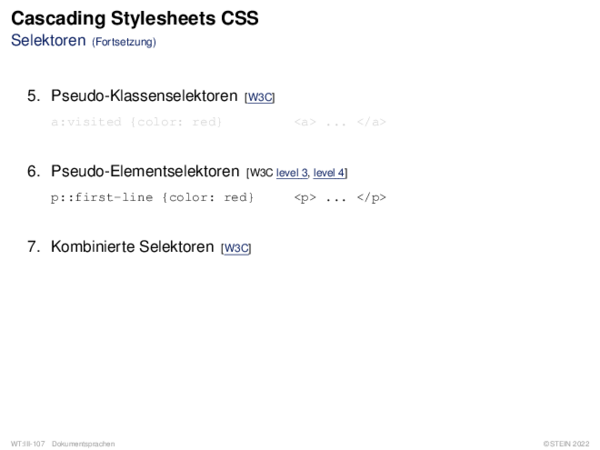 Cascading Stylesheets CSS
Selektoren (Fortsetzung)
5. Pseudo-Klassenselektoren [W3C]
a:visited {color: red} <a> ... </a>
6. Pseudo-Elementselektoren [W3C level 3, level 4]
p::first-line {color: red} <p> ... </p>
7. Kombinierte Selektoren [W3C]
WT:III-107 Dokumentsprachen ©STEIN 2022